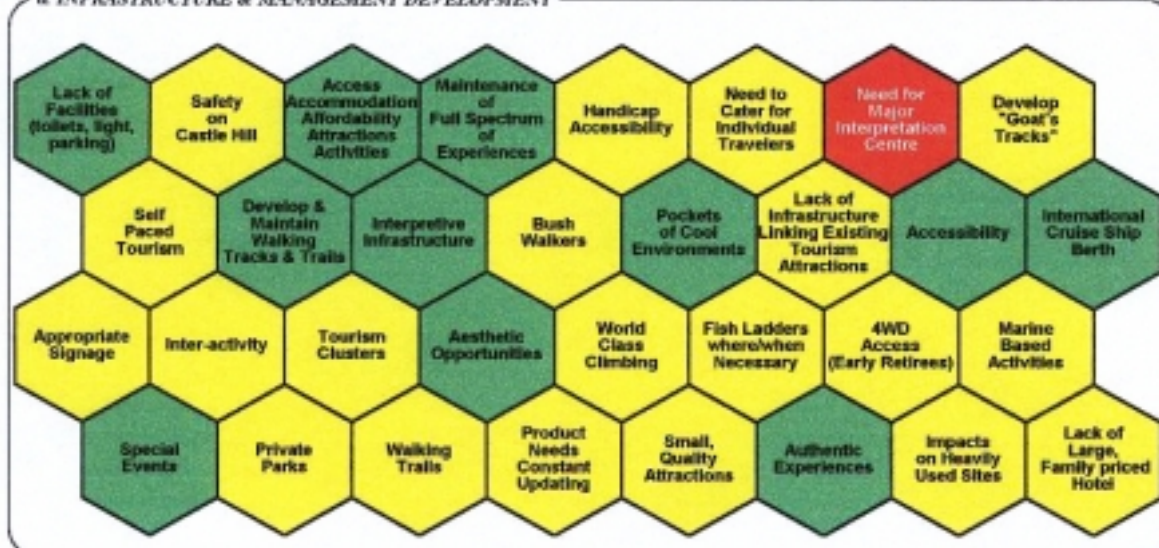 & INFRASTRUCTURE & MANAGEMENT DEVELOPMENT
Lack of
Facilities
(toilets, light,
parking)
Safety
on
Castle Hill
Access
Accommodation
Affordability
Attractions
Activities
Maintenance
of
Full Spectrum
of
Experiences
Handicap
Accessibility
Need to
Cater for
Individual
Travelers
Need for
Major
Interpretation
Centre
Develop
"Goat's
Tracks"
Self
Paced
Tourism
Develop &
Maintain
Walking
Tracks & Trails
Interpretive
Infrastructure
Bush
Walkers
Pockets
of Cool
Environments
Lack of
Infrastructure
Linking Existing
Tourism
Attractions
Accessibility
International
Cruise Ship
Berth
Appropriate
Signage
Inter-activity
Tourism
Clusters
Aesthetic
Opportunities
World
Class
Climbing
Fish Ladders
where/when
Necessary
4WD
Access
(Early Retirees)
Marine
Based
Activities
Special
Events
Private
Parks
Walking
Trails
Product
Needs
Constant
Updating
Small,
Quality
Attractions
Authentic
Experiences
Impacts
on Heavily
Used Sites
Lack of
Large,
Family priced
Hotel